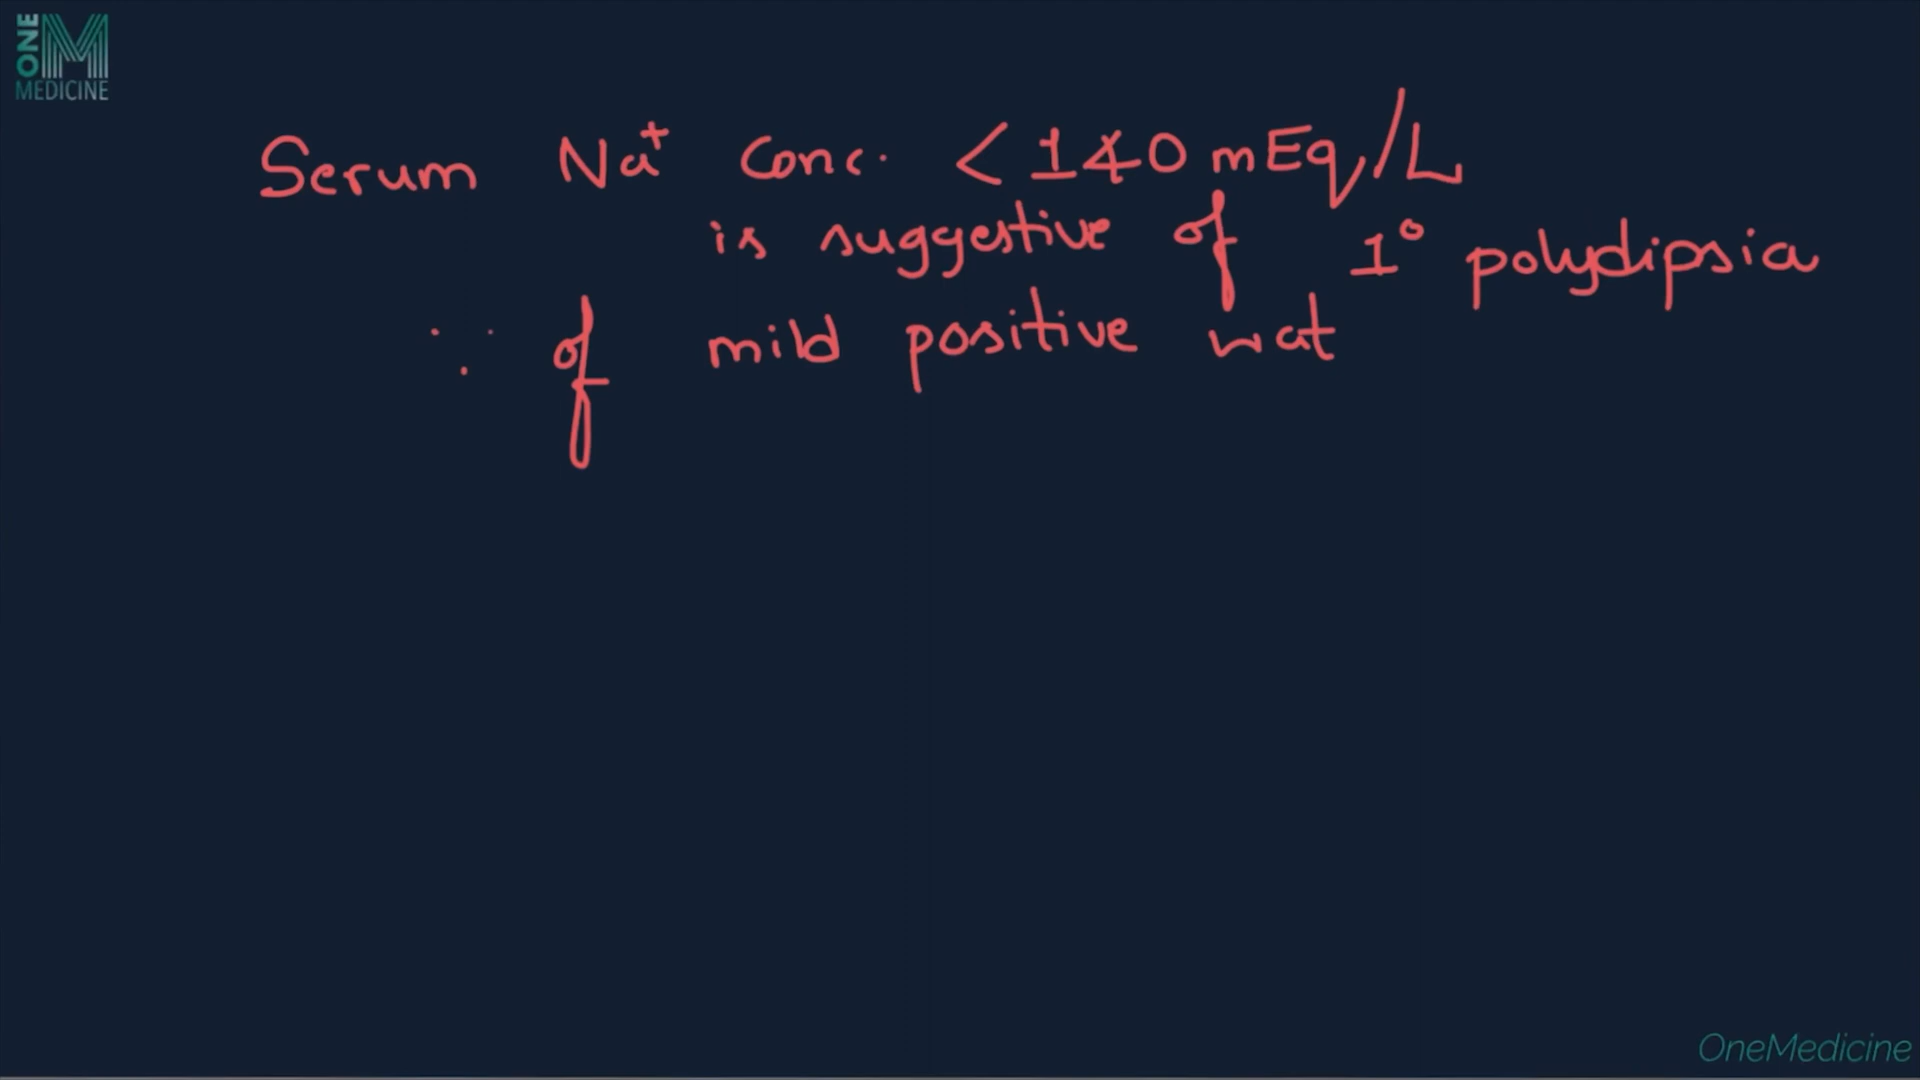 ONE
MEDICINE
Serum Na⁺ Conc. < 140 mEq/L
is suggestive of 1° polydipsia
∵ of mild positive wat
OneMedicine